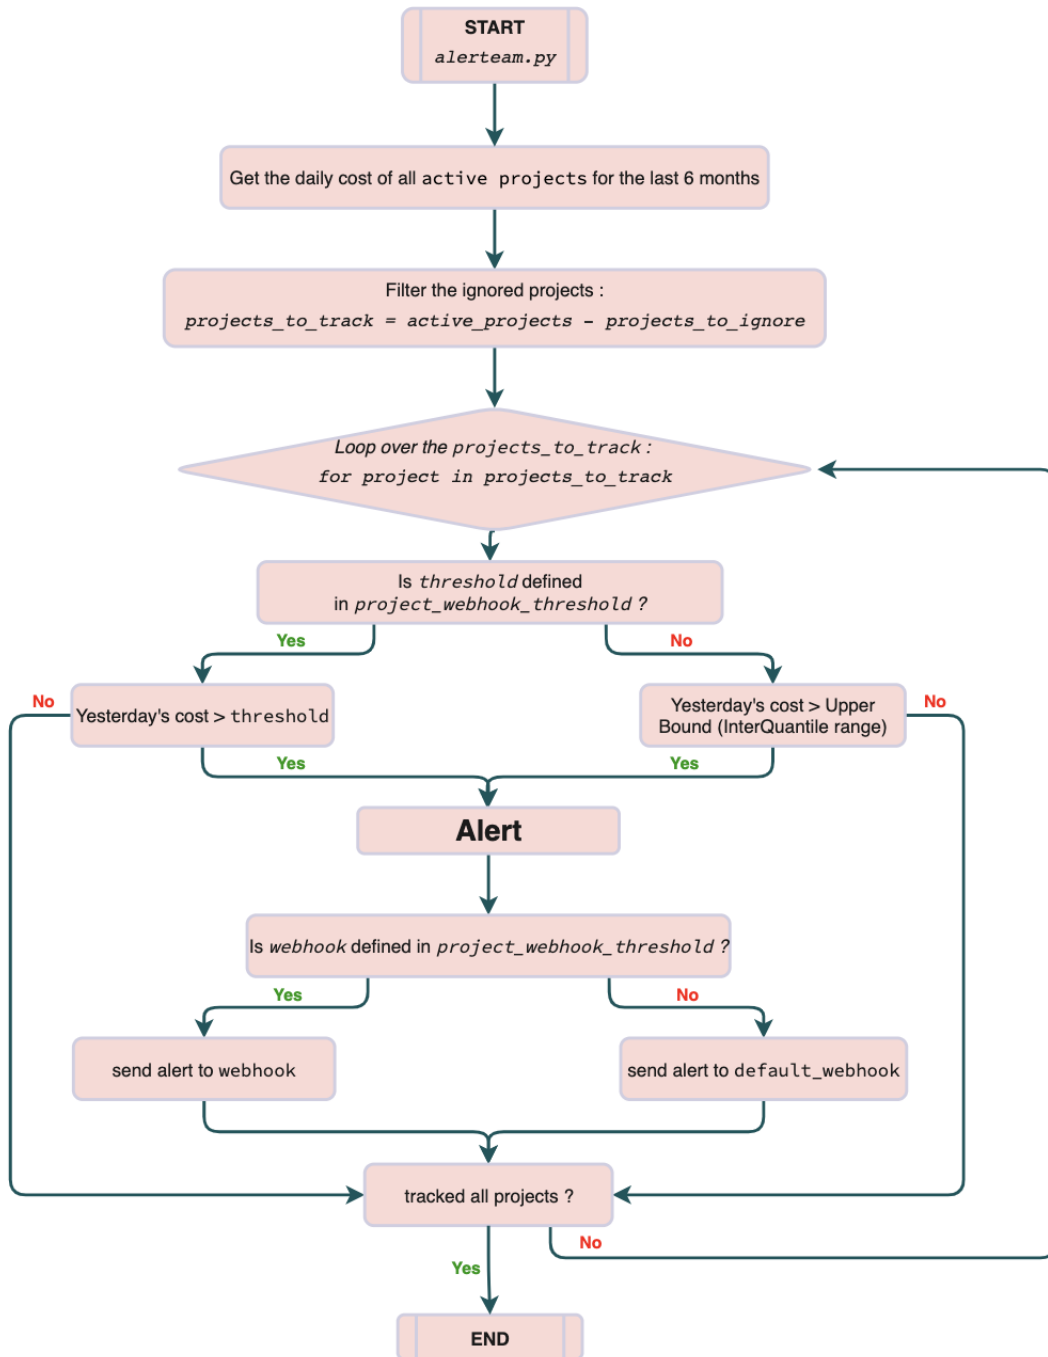 START
alerteam.py
Get the daily cost of all active projects for the last 6 months
Filter the ignored projects :
projects_to_track = active_projects - projects_to_ignore
Loop over the projects_to_track :
for project in projects_to_track
Is threshold defined
in project_webhook_threshold ?
Yes
No
No
Yesterday's cost > threshold
Yesterday's cost > Upper
Bound (InterQuantile range)
No
Yes
Yes
Alert
Is webhook defined in project_webhook_threshold ?
Yes
No
send alert to webhook
send alert to default_webhook
tracked all projects ?
No
Yes
END